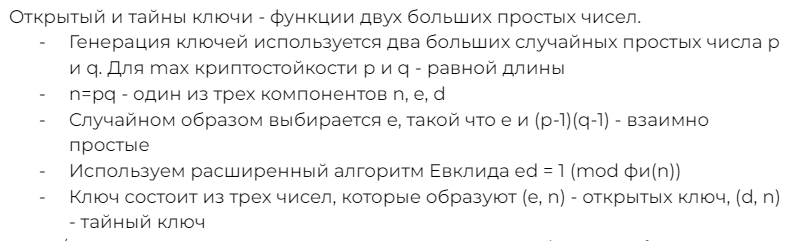 Открытый и тайны ключи - функции двух больших простых чисел.
- Генерация ключей используется два больших случайных простых числа p
и q. Для max криптостойкости p и q - равной длины
- n=pq - один из трех компонентов n, e, d
- Случайном образом выбирается e, такой что e и (p-1)(q-1) - взаимно
простые
- Используем расширенный алгоритм Евклида ed = 1 (mod фи(n))
- Ключ состоит из трех чисел, которые образуют (e, n) - открытых ключ, (d, n)
- тайный ключ